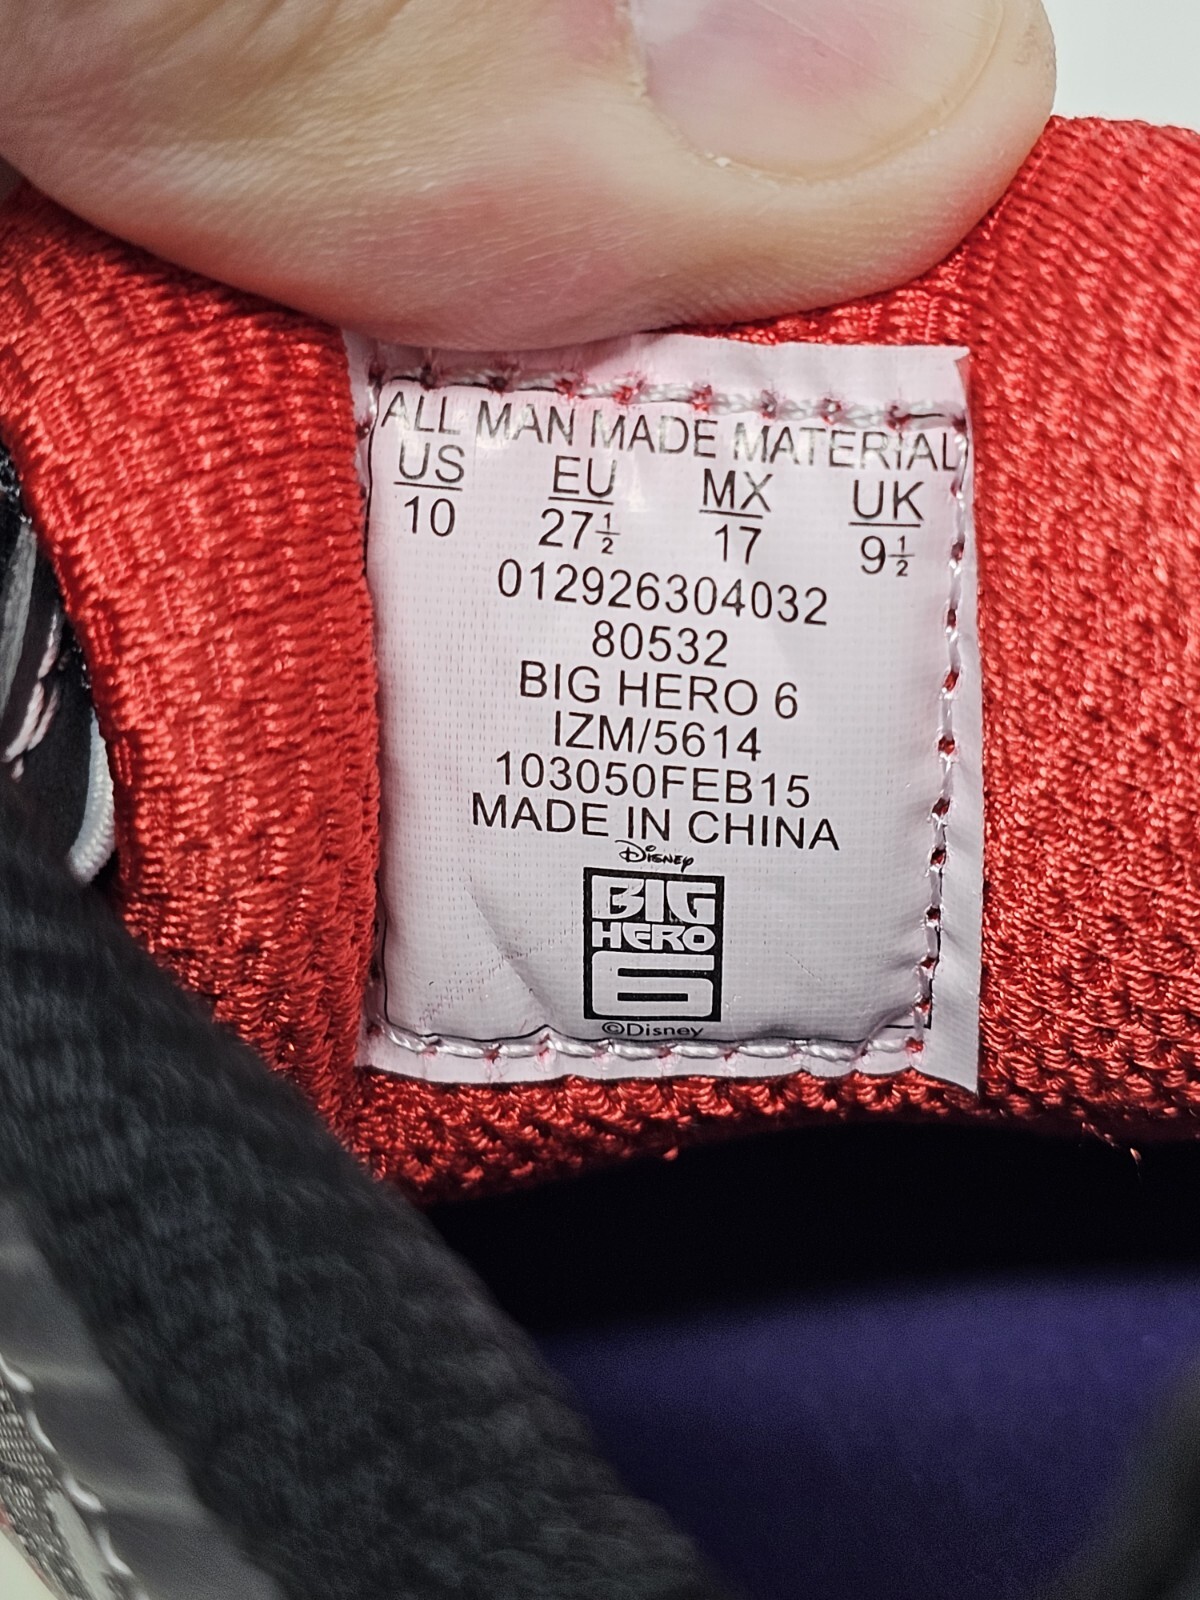 ALL MAN MADE MATERIAL
US EU MX UK
10 27½ 17 9½
012926304032
80532
BIG HERO 6
IZM/5614
103050FEB15
MADE IN CHINA
Disney
BIG
HERO
6
©Disney